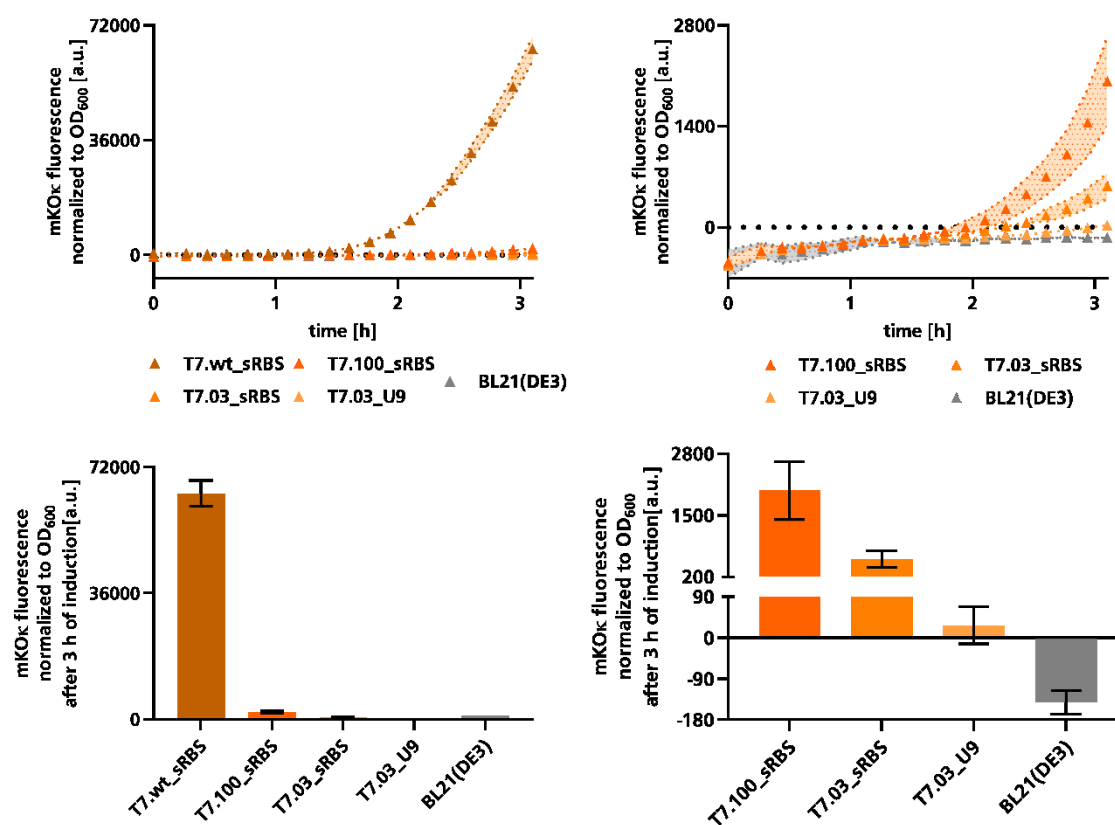 mKOκ fluorescence
normalized to OD600 [a.u.]
72000
36000
0
0
1
2
3
time [h]
T7.wt_sRBS
T7.100_sRBS
T7.03_sRBS
T7.03_U9
BL21(DE3)
mKOκ fluorescence
normalized to OD600 [a.u.]
2800
1400
0
0
1
2
3
time [h]
T7.100_sRBS
T7.03_sRBS
T7.03_U9
BL21(DE3)
mKOκ fluorescence
normalized to OD600
after 3 h of induction[a.u.]
72000
36000
0
T7.wt_sRBS
T7.100_sRBS
T7.03_sRBS
T7.03_U9
BL21(DE3)
mKOκ fluorescence
normalized to OD600
after 3 h of induction[a.u.]
2800
1500
200
90
0
-90
-180
T7.100_sRBS
T7.03_sRBS
T7.03_U9
BL21(DE3)